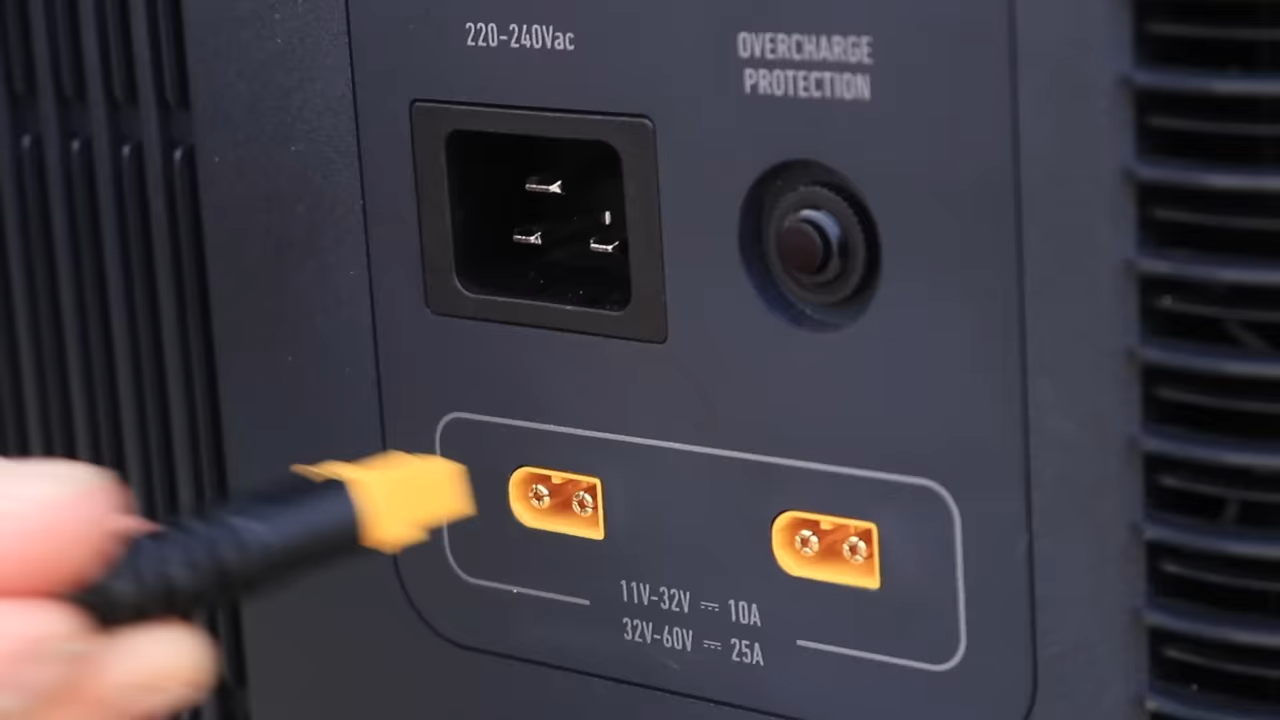 220-240Vac
OVERCHARGE
PROTECTION
11V-32V ⎓ 10A
32V-60V ⎓ 25A